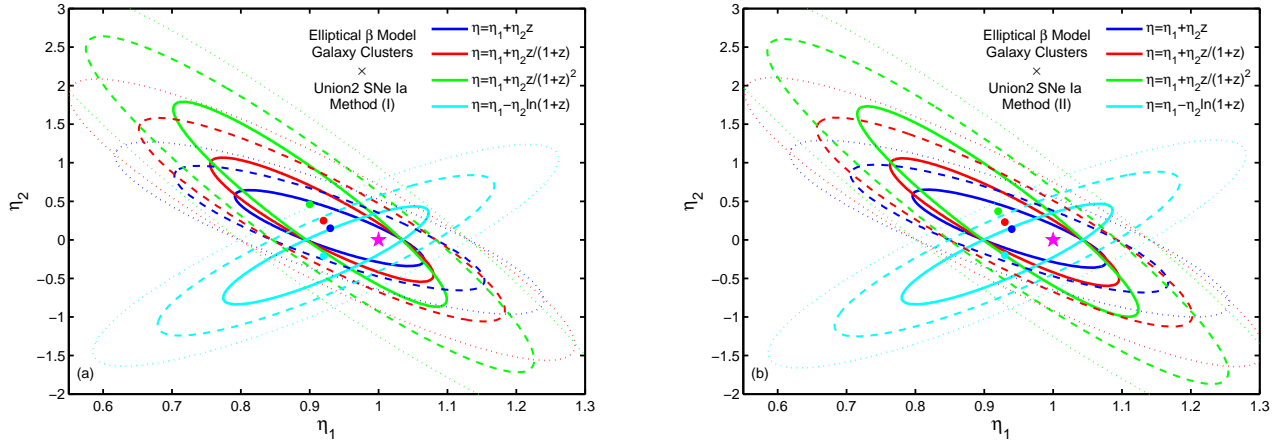 3
2.5
2
1.5
1
0.5
0
−0.5
−1
−1.5
−2
η₂
Elliptical β Model
Galaxy Clusters
×
Union2 SNe Ia
Method (I)
η=η₁+η₂z
η=η₁+η₂z/(1+z)
η=η₁+η₂z/(1+z)²
η=η₁−η₂ln(1+z)
(a)
0.6 0.7 0.8 0.9 1 1.1 1.2 1.3
η₁
3
2.5
2
1.5
1
0.5
0
−0.5
−1
−1.5
−2
η₂
Elliptical β Model
Galaxy Clusters
×
Union2 SNe Ia
Method (II)
η=η₁+η₂z
η=η₁+η₂z/(1+z)
η=η₁+η₂z/(1+z)²
η=η₁−η₂ln(1+z)
(b)
0.6 0.7 0.8 0.9 1 1.1 1.2 1.3
η₁